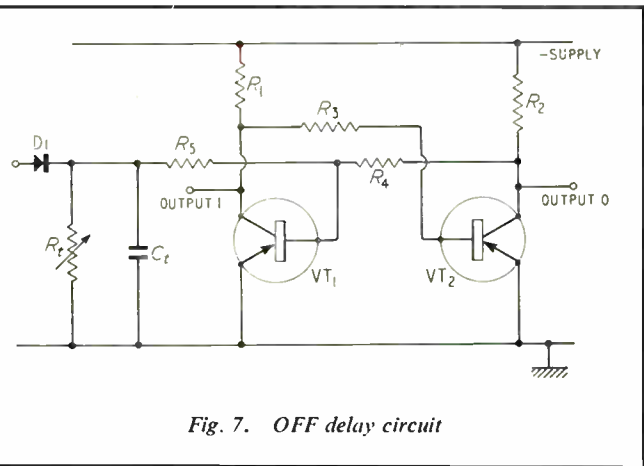 -SUPPLY
R1
R2
R3
D1
R5
R4
OUTPUT 1
OUTPUT 0
Rt
Ct
VT1
VT2
Fig. 7. OFF delay circuit